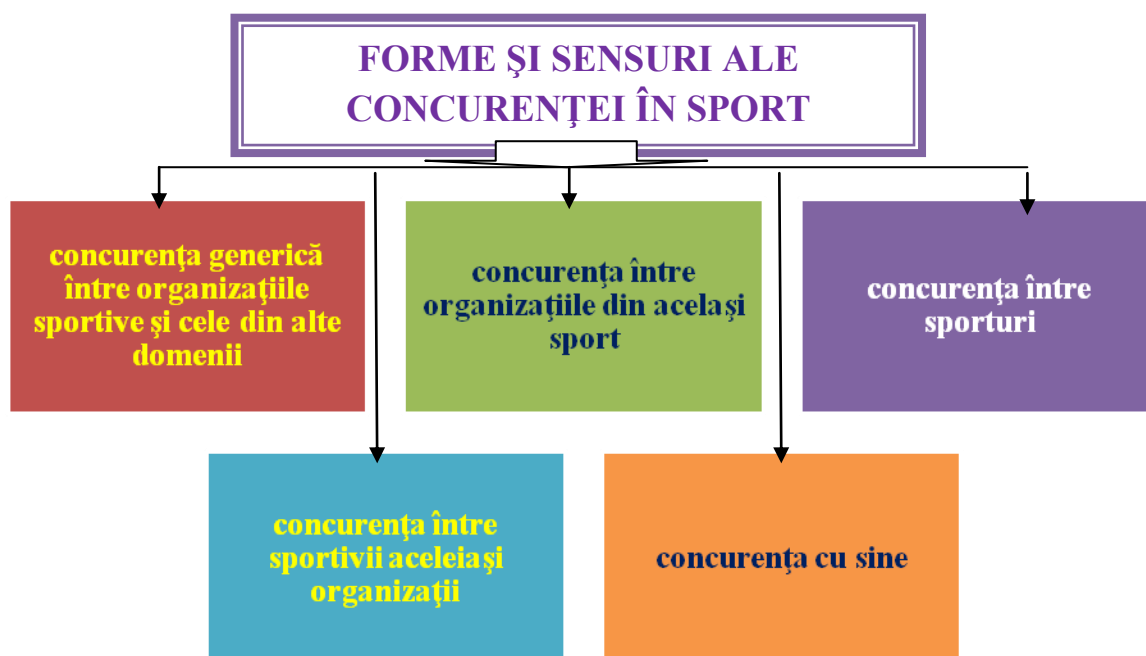 FORME ŞI SENSURI ALE
CONCURENŢEI ÎN SPORT
concurenţa generică
între organizaţiile
sportive şi cele din alte
domenii
concurenţa între
organizaţiile din acelaşi
sport
concurenţa între
sporturi
concurenţa între
sportivii aceleiaşi
organizaţii
concurenţa cu sine